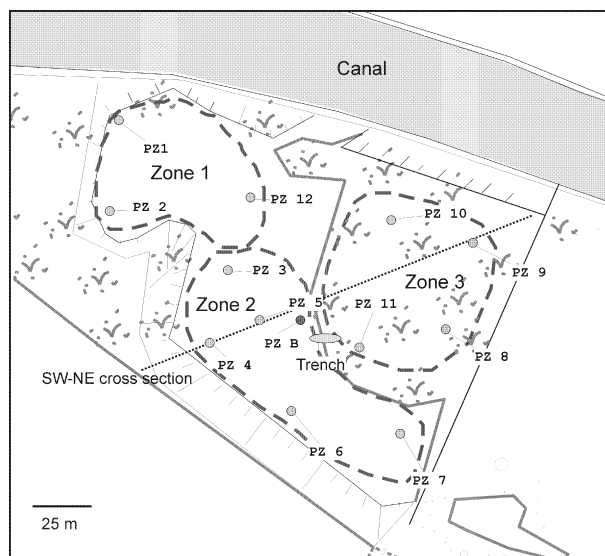 Canal
PZ1
Zone 1
PZ 2
PZ 12
PZ 10
PZ 3
PZ 9
Zone 3
Zone 2
PZ 5
PZ 11
PZ B
PZ 8
PZ 4
Trench
SW-NE cross section
PZ 6
PZ 7
25 m